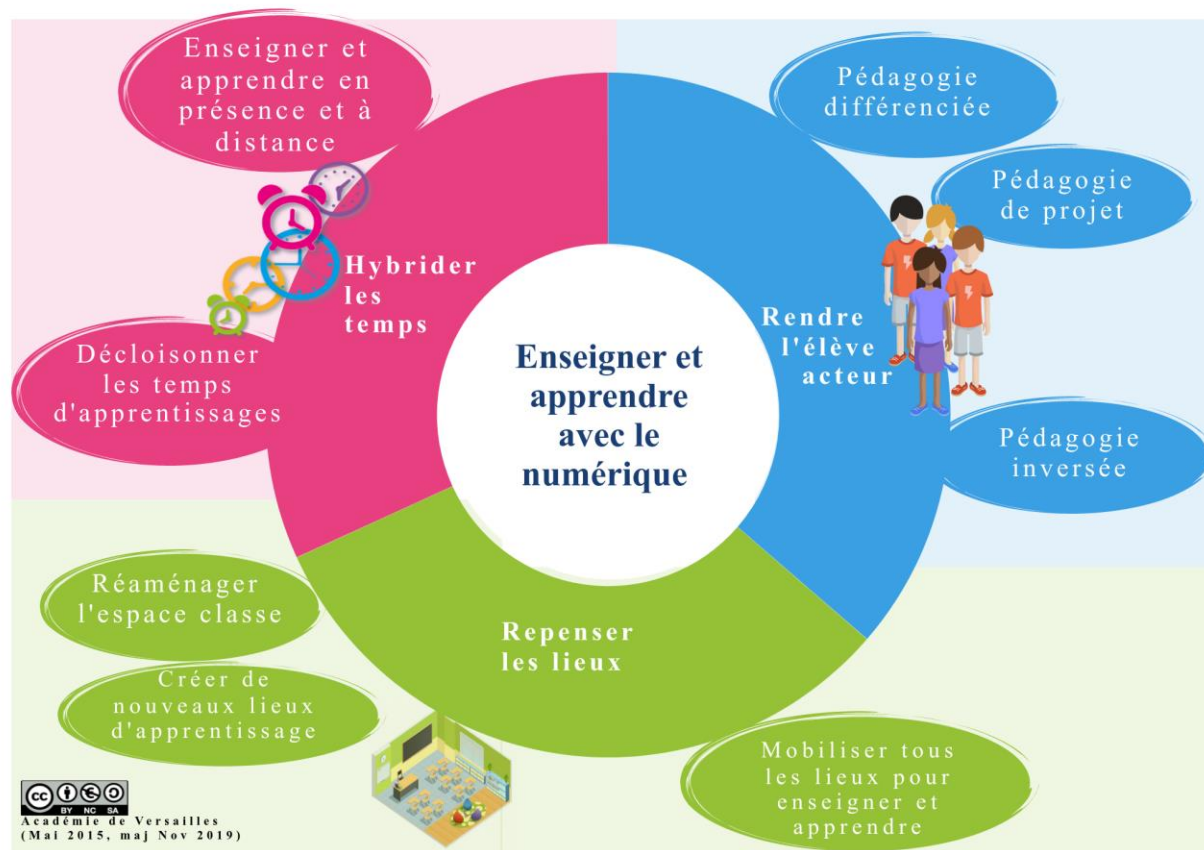 Enseigner et
apprendre en
présence et à
distance
Hybrider
les
temps
Décloisonner
les temps
d'apprentissages
Pédagogie
différenciée
Pédagogie
de projet
Rendre
l'élève
acteur
Pédagogie
inversée
Enseigner et
apprendre
avec le
numérique
Réaménager
l'espace classe
Créer de
nouveaux lieux
d'apprentissage
Repenser
les lieux
Mobiliser tous
les lieux pour
enseigner et
apprendre
cc
BY NC SA
Académie de Versailles
(Mai 2015, maj Nov 2019)